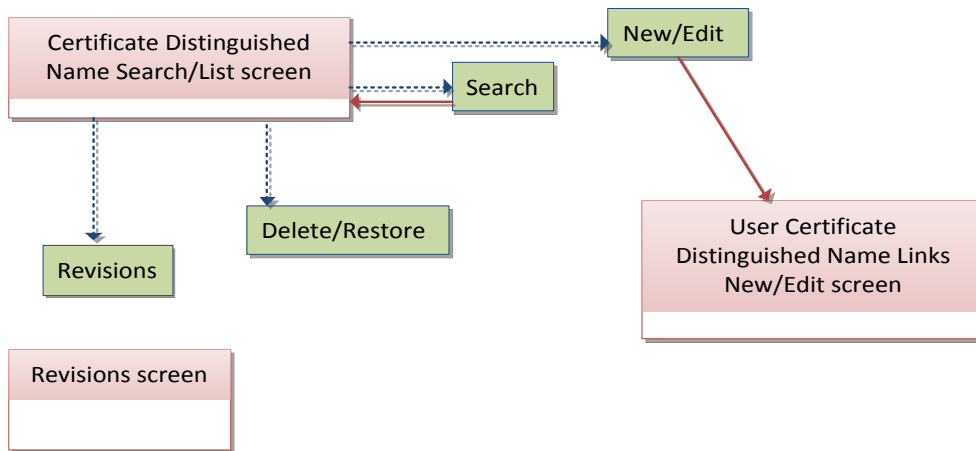 Certificate Distinguished
Name Search/List screen
New/Edit
Search
Delete/Restore
Revisions
User Certificate
Distinguished Name Links
New/Edit screen
Revisions screen